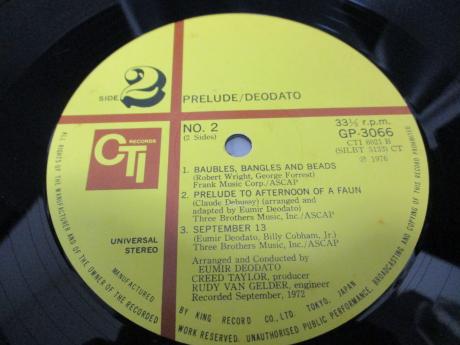 SIDE 2
PRELUDE/DEODATO
NO. 2
(2 Sides)
33⅓ r.p.m.
GP-3066
CTI 6021 B
(SILBT 5133) CT
℗ 1976
CTI RECORDS
UNIVERSAL
STEREO
1. BAUBLES, BANGLES AND BEADS
(Robert Wright, George Forrest)
Frank Music Corp./ASCAP
2. PRELUDE TO AFTERNOON OF A FAUN
(Claude Debussy) (arranged and
adapted by Eumir Deodato)
Three Brothers Music, Inc./ASCAP
3. SEPTEMBER 13
(Eumir Deodato, Billy Cobham, Jr.)
Three Brothers Music, Inc./ASCAP
Arranged and Conducted by
EUMIR DEODATO
CREED TAYLOR, producer
RUDY VAN GELDER, engineer
Recorded September, 1972
MANUFACTURED BY KING RECORD CO. LTD. TOKYO, JAPAN
ALL RIGHTS OF THE MANUFACTURER AND OF THE OWNER OF THE RECORDED WORK RESERVED. UNAUTHORISED PUBLIC PERFORMANCE, BROADCASTING AND COPYING OF THIS RECORD PROHIBITED